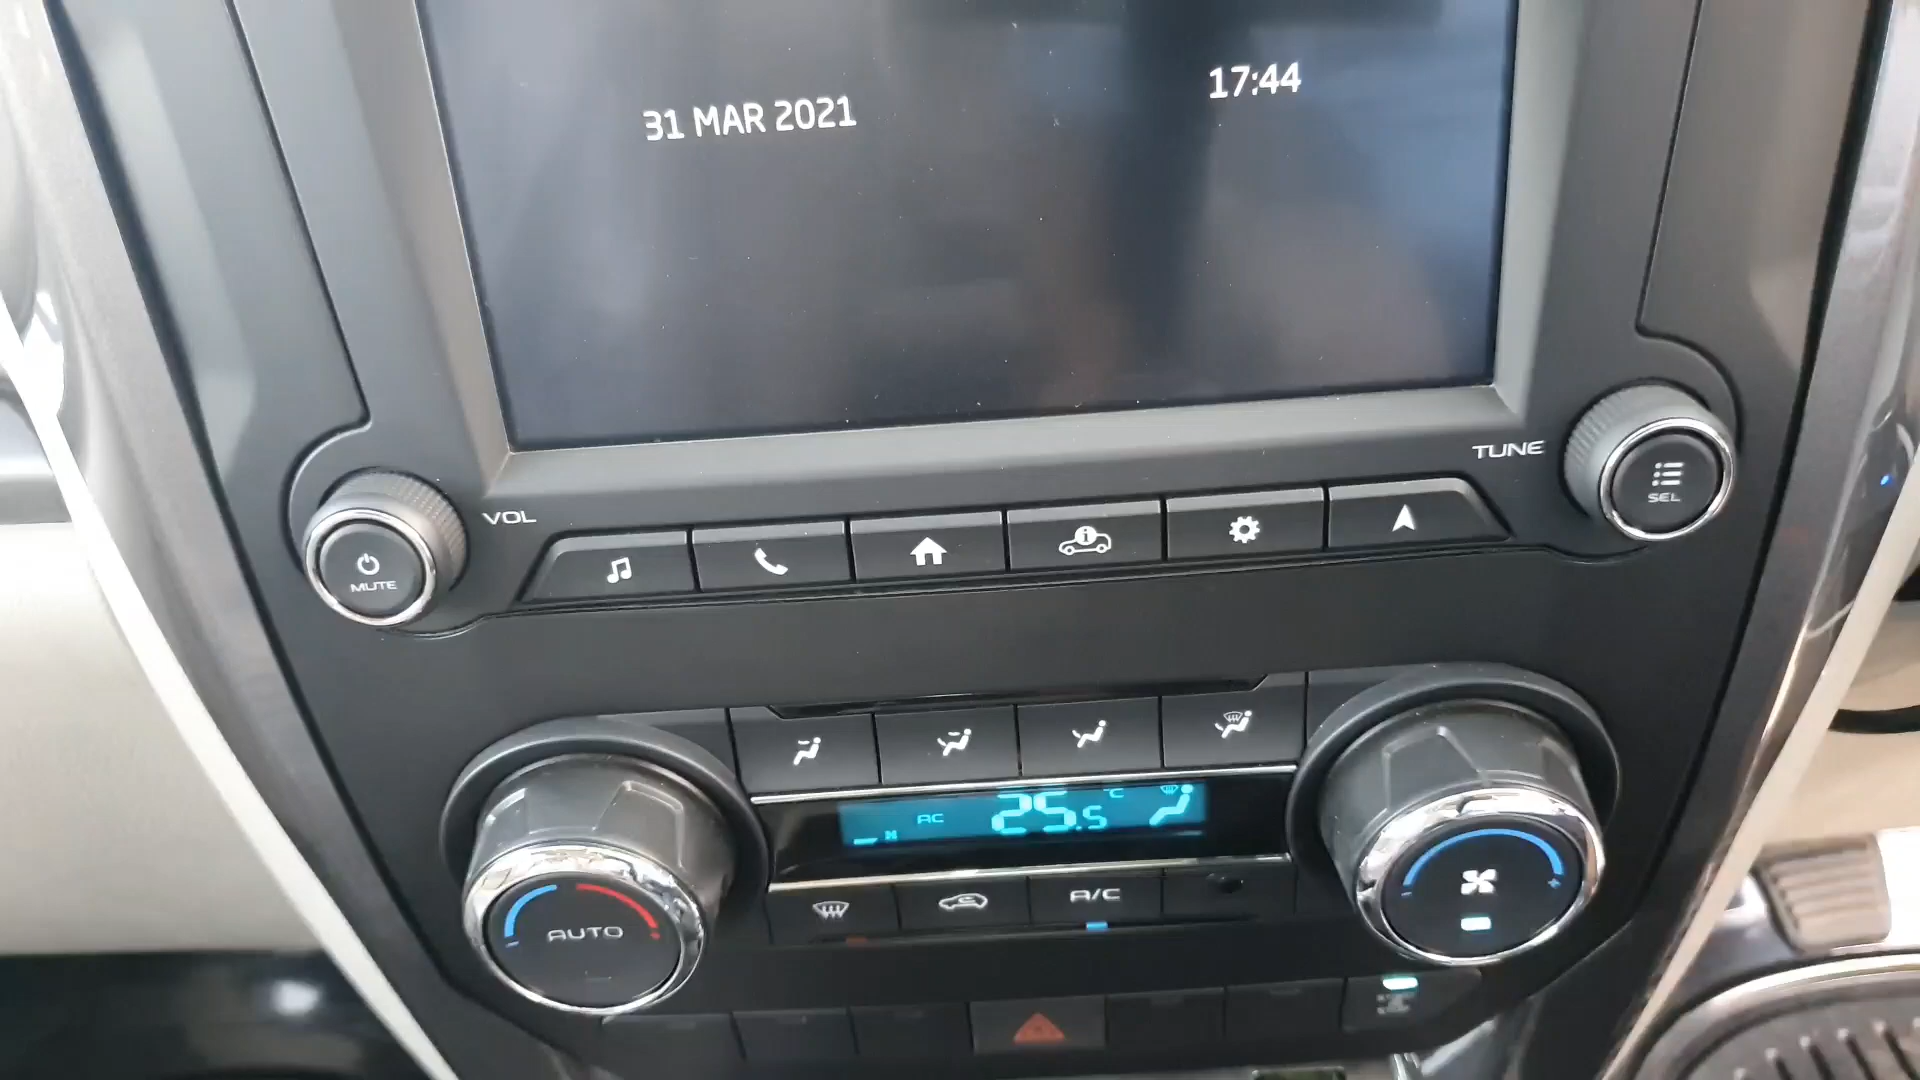 17:44
31 MAR 2021
TUNE
SEL
VOL
MUTE
AC 25.5 °C
A/C
AUTO